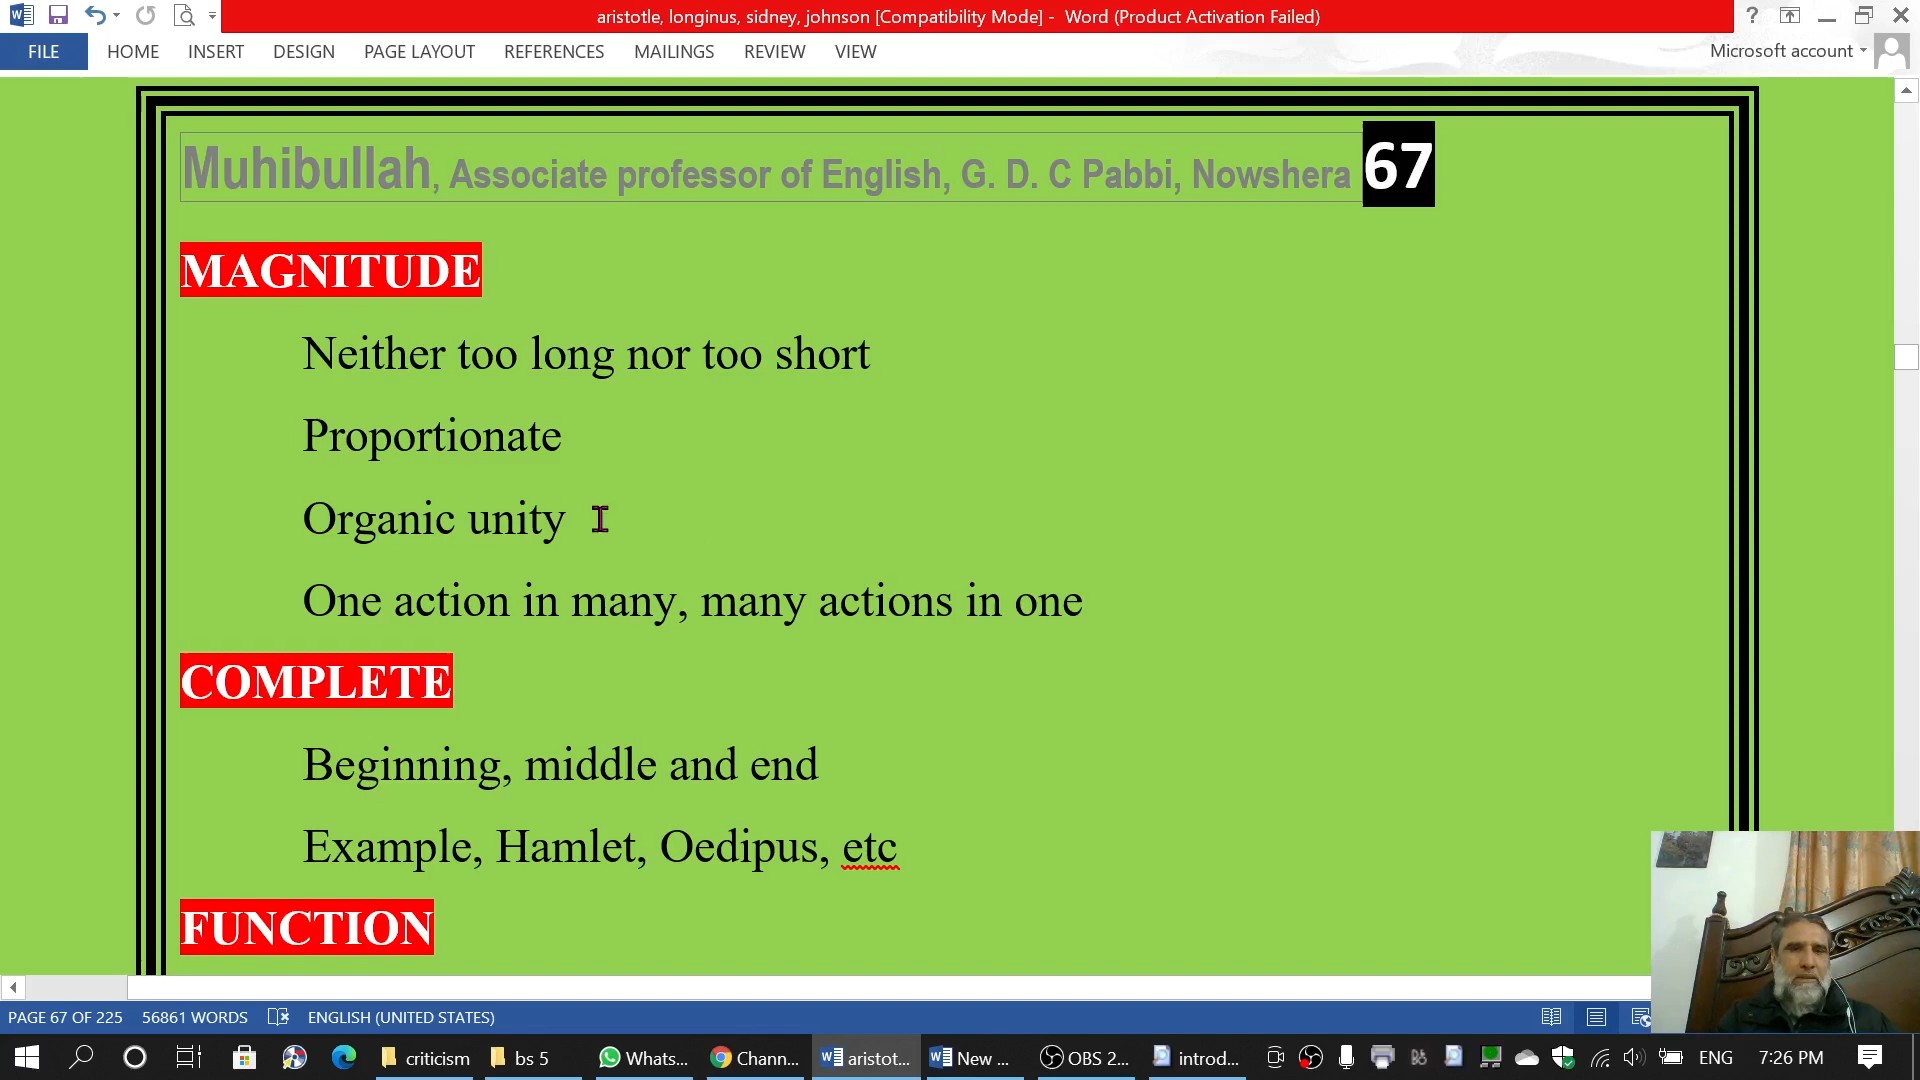 aristotle, longinus, sidney, johnson [Compatibility Mode] - Word (Product Activation Failed)
FILE HOME INSERT DESIGN PAGE LAYOUT REFERENCES MAILINGS REVIEW VIEW Microsoft account
Muhibullah, Associate professor of English, G. D. C Pabbi, Nowshera 67
MAGNITUDE
Neither too long nor too short
Proportionate
Organic unity
One action in many, many actions in one
COMPLETE
Beginning, middle and end
Example, Hamlet, Oedipus, etc
FUNCTION
PAGE 67 OF 225 56861 WORDS ENGLISH (UNITED STATES)
criticism bs 5 Whats... Chann... aristot... New ... OBS 2... introd... ENG 7:26 PM